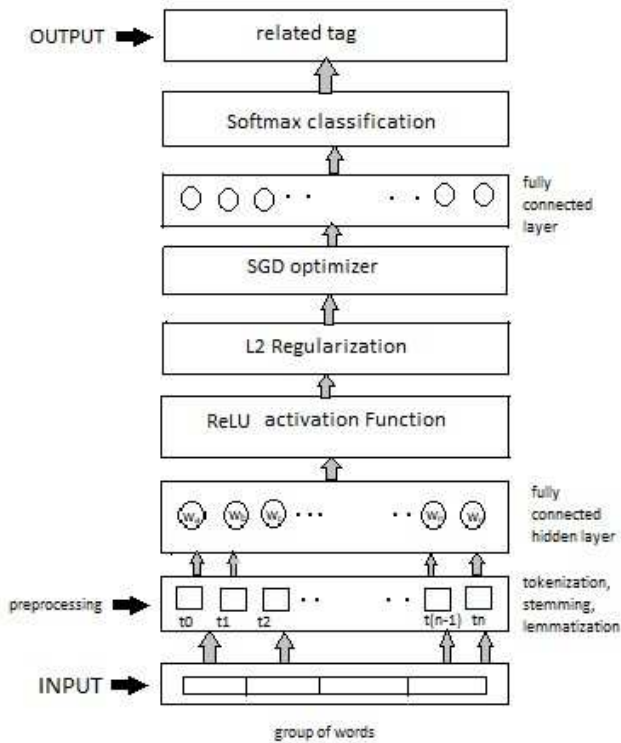 OUTPUT
related tag
Softmax classification
fully
connected
layer
SGD optimizer
L2 Regularization
ReLU activation Function
fully
connected
hidden layer
preprocessing
t0 t1 t2 t(n-1) tn
tokenization,
stemming,
lemmatization
INPUT
group of words